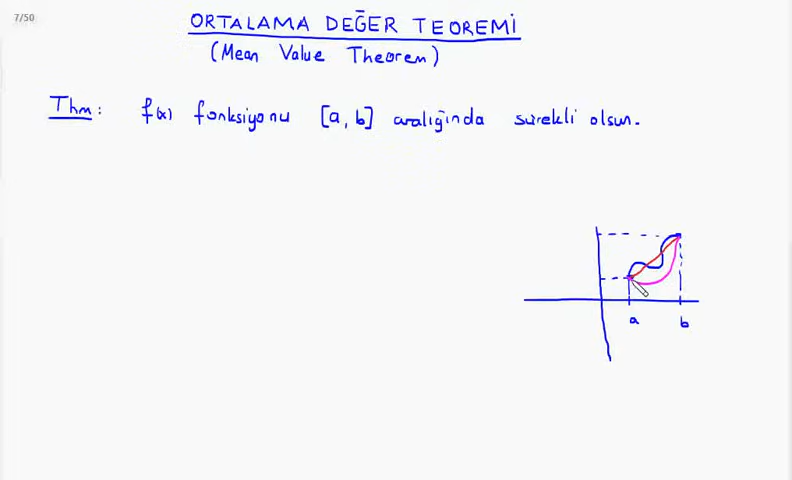 7/50
ORTALAMA DEĞER TEOREMİ
(Mean Value Theorem)
Thm: f(x) fonksiyonu [a, b] aralığında sürekli olsun.
a b